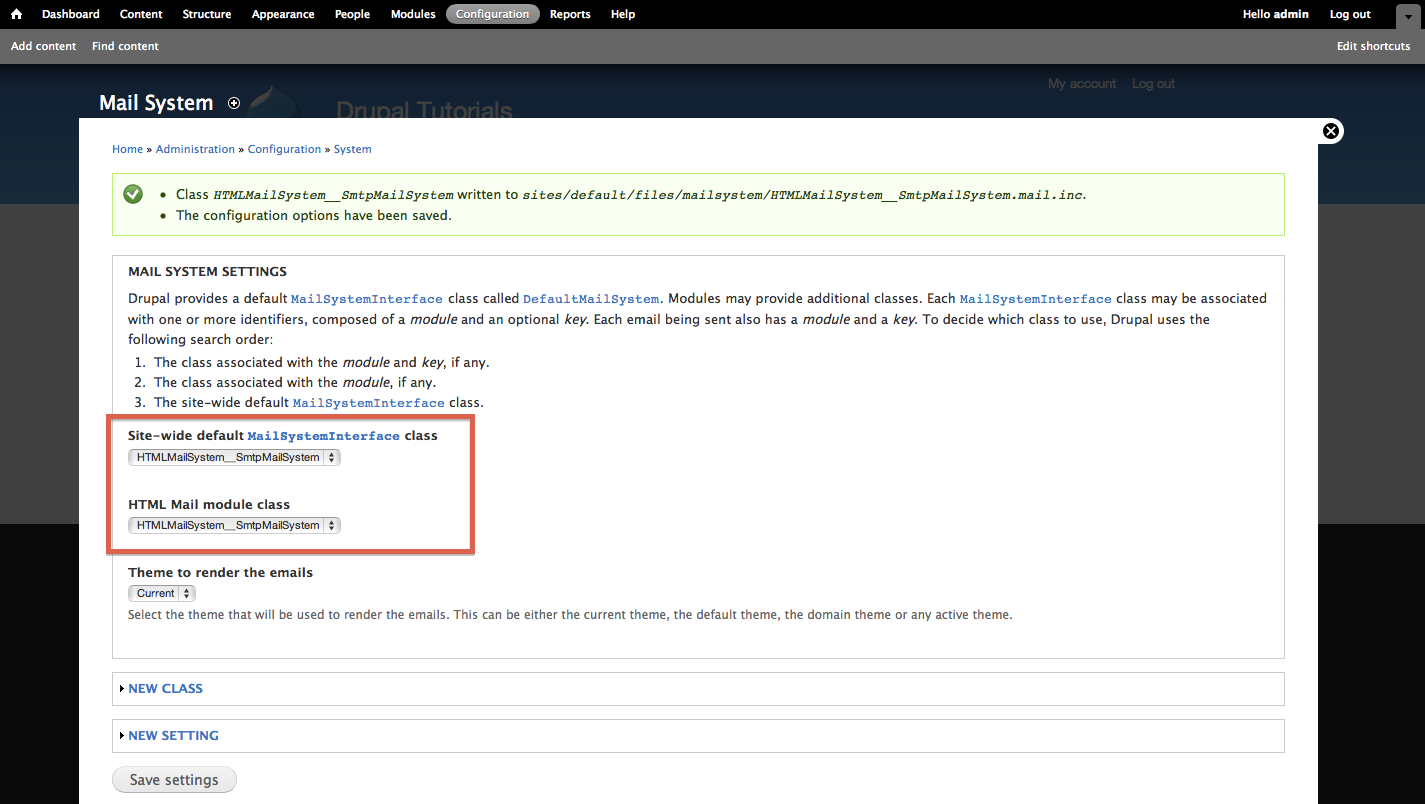 Dashboard Content Structure Appearance People Modules Configuration Reports Help Hello admin Log out
Add content Find content Edit shortcuts
My account Log out
Mail System
Drupal Tutorials
Home » Administration » Configuration » System
• Class HTMLMailSystem__SmtpMailSystem written to sites/default/files/mailsystem/HTMLMailSystem__SmtpMailSystem.mail.inc.
• The configuration options have been saved.
MAIL SYSTEM SETTINGS
Drupal provides a default MailSystemInterface class called DefaultMailSystem. Modules may provide additional classes. Each MailSystemInterface class may be associated
with one or more identifiers, composed of a module and an optional key. Each email being sent also has a module and a key. To decide which class to use, Drupal uses the
following search order:
1. The class associated with the module and key, if any.
2. The class associated with the module, if any.
3. The site-wide default MailSystemInterface class.
Site-wide default MailSystemInterface class
HTMLMailSystem__SmtpMailSystem
HTML Mail module class
HTMLMailSystem__SmtpMailSystem
Theme to render the emails
Current
Select the theme that will be used to render the emails. This can be either the current theme, the default theme, the domain theme or any active theme.
NEW CLASS
NEW SETTING
Save settings